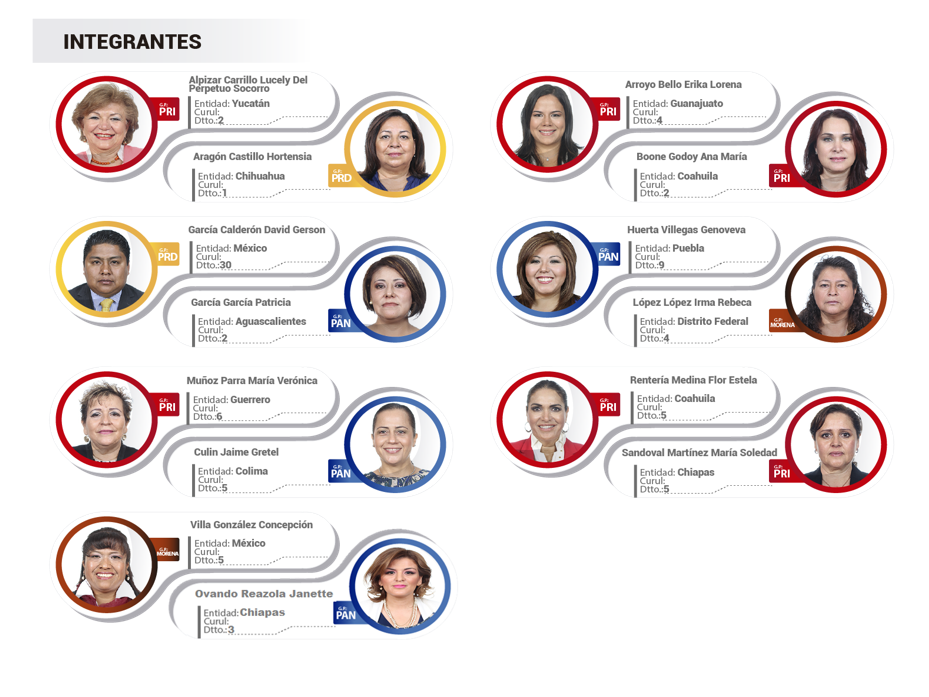 INTEGRANTES
Alpizar Carrillo Lucely Del
Perpetuo Socorro
G.P.:
PRI
Entidad: Yucatán
Curul:
Dtto.:2
Aragón Castillo Hortensia
Entidad: Chihuahua
Curul:
Dtto.:1
G.P.:
PRD
Arroyo Bello Erika Lorena
G.P.:
PRI
Entidad: Guanajuato
Curul:
Dtto.:4
Boone Godoy Ana María
Entidad: Coahuila
Curul:
Dtto.:2
G.P.:
PRI
García Calderón David Gerson
G.P.:
PRD
Entidad: México
Curul:
Dtto.:30
García García Patricia
Entidad: Aguascalientes
Curul:
Dtto.:2
G.P.:
PAN
Huerta Villegas Genoveva
G.P.:
PAN
Entidad: Puebla
Curul:
Dtto.:9
López López Irma Rebeca
Entidad: Distrito Federal
Curul:
Dtto.:4
G.P.:
MORENA
Muñoz Parra María Verónica
G.P.:
PRI
Entidad: Guerrero
Curul:
Dtto.:6
Culin Jaime Gretel
Entidad: Colima
Curul:
Dtto.:5
G.P.:
PAN
Rentería Medina Flor Estela
G.P.:
PRI
Entidad: Coahuila
Curul:
Dtto.:5
Sandoval Martínez María Soledad
Entidad: Chiapas
Curul:
Dtto.:5
G.P.:
PRI
Villa González Concepción
G.P.:
MORENA
Entidad: México
Curul:
Dtto.:5
Ovando Reazola Janette
Entidad: Chiapas
Curul:
Dtto.:3
G.P.:
PAN